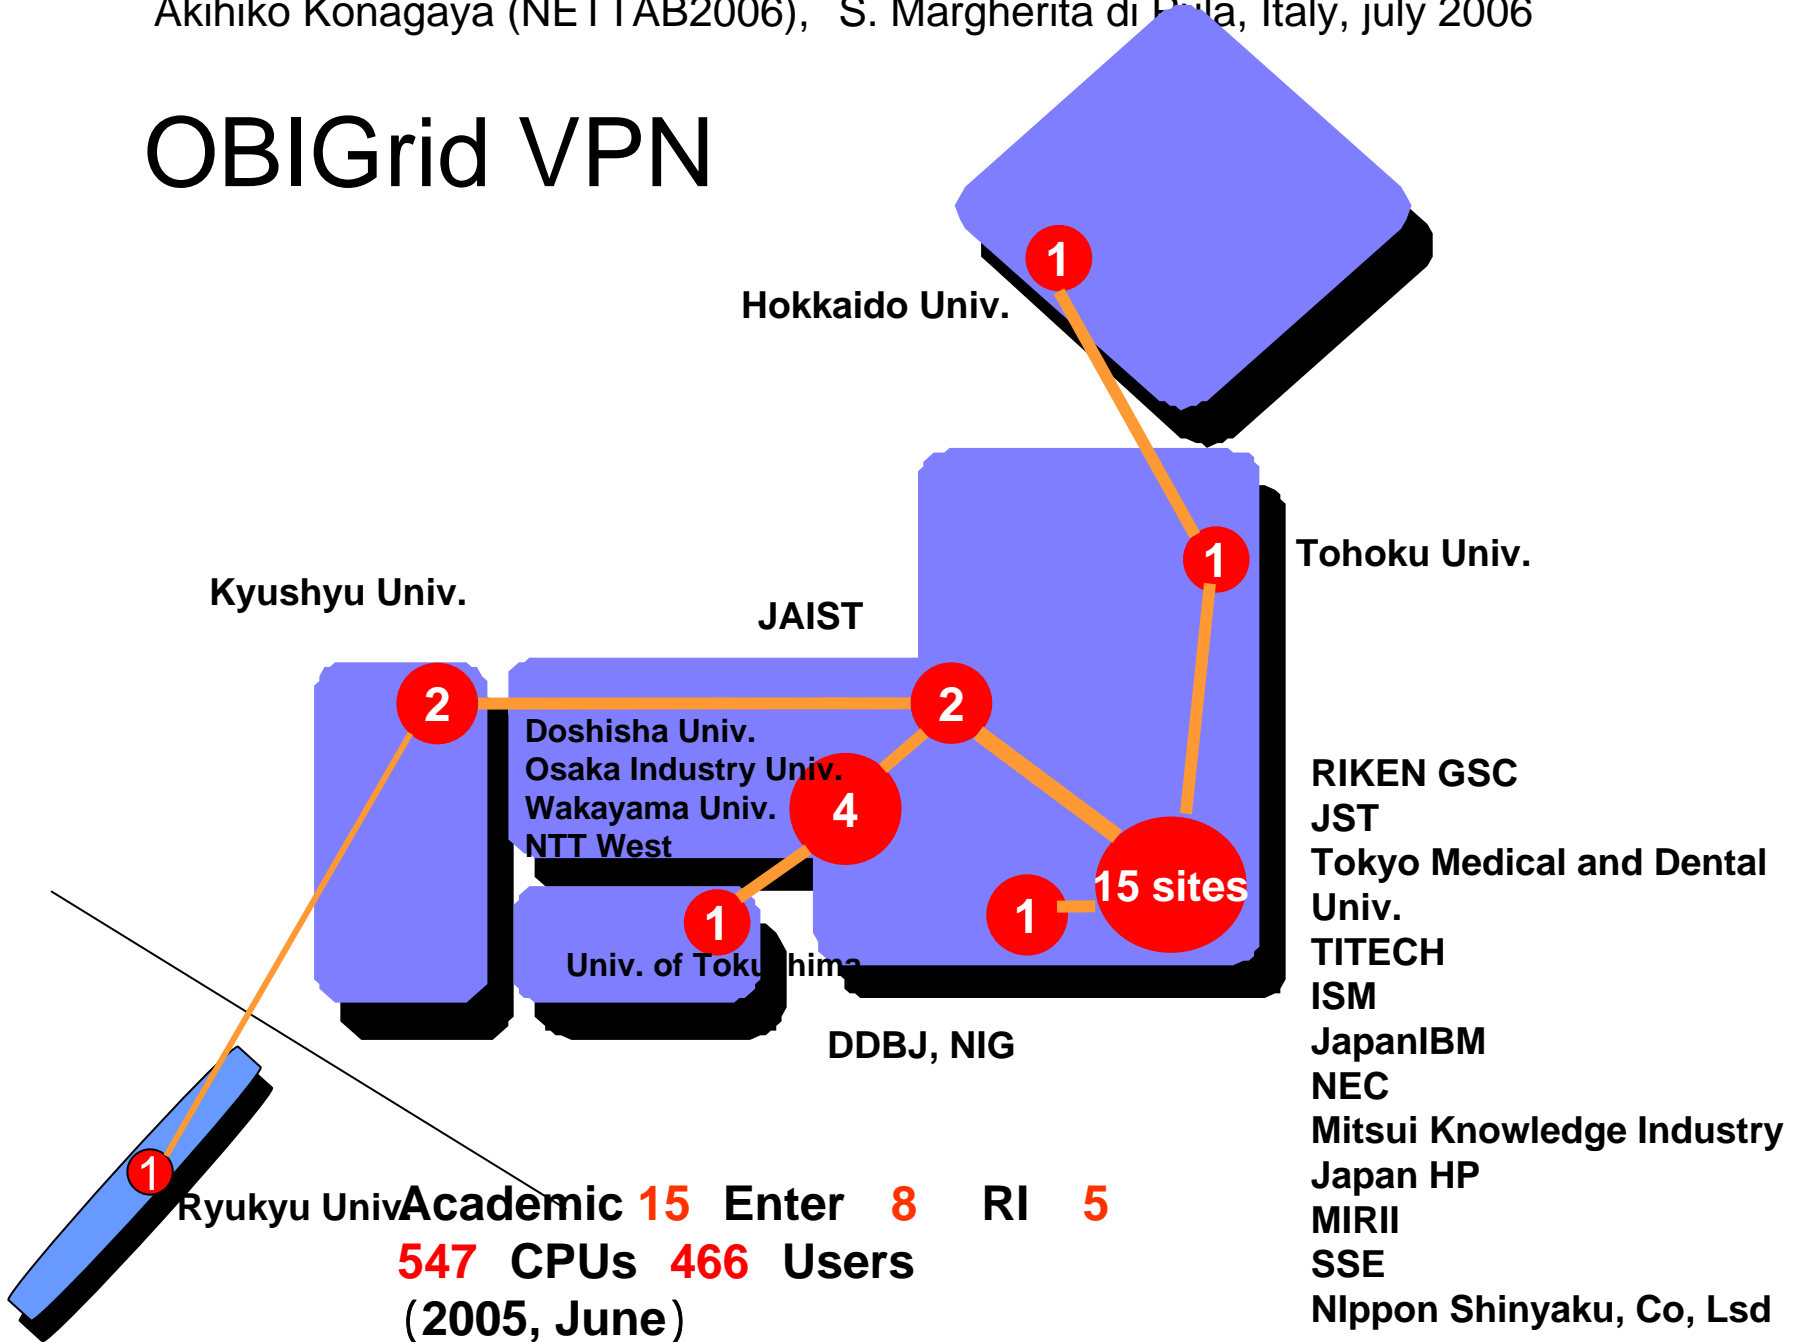 Akihiko Konagaya (NETTAB2006), S. Margherita di Pula, Italy, july 2006
OBIGrid VPN
1
Hokkaido Univ.
1
Tohoku Univ.
Kyushyu Univ.
JAIST
2
2
Doshisha Univ.
Osaka Industry Univ.
Wakayama Univ.
NTT West
4
15 sites
1
1
Univ. of Tokushima
DDBJ, NIG
RIKEN GSC
JST
Tokyo Medical and Dental
Univ.
TITECH
ISM
JapanIBM
NEC
Mitsui Knowledge Industry
Japan HP
MIRII
SSE
NIppon Shinyaku, Co, Lsd
1
Ryukyu Univ.
Academic 15 Enter 8 RI 5
547 CPUs 466 Users
(2005, June)